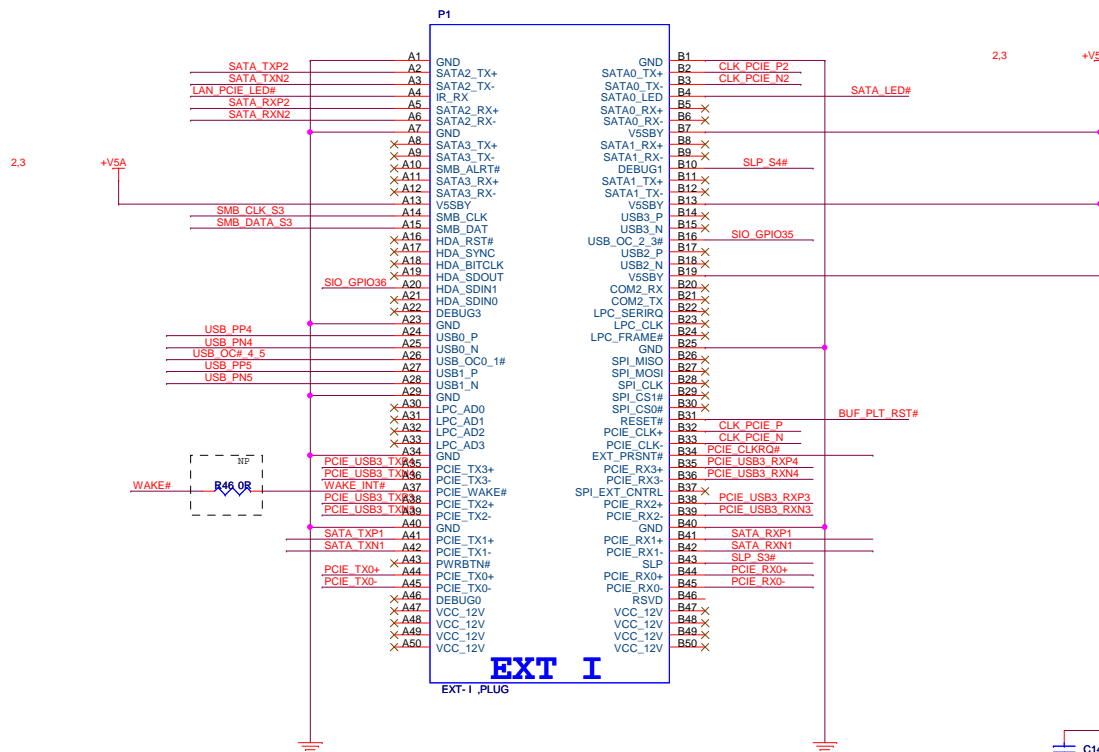 P1
A1 GND GND B1
SATA_TXP2 A2 SATA2_TX+ SATA0_TX+ B2 CLK_PCIE_P2
SATA_TXN2 A3 SATA2_TX- SATA0_TX- B3 CLK_PCIE_N2
LAN_PCIE_LED# A4 IR_RX SATA0_LED B4 SATA_LED#
SATA_RXP2 A5 SATA2_RX+ SATA0_RX+ B5
SATA_RXN2 A6 SATA2_RX- SATA0_RX- B6
A7 GND V5SBY B7
A8 SATA3_TX+ SATA1_RX+ B8
A9 SATA3_TX- SATA1_RX- B9
A10 SMB_ALRT# DEBUG1 B10 SLP_S4#
A11 SATA3_RX+ SATA1_TX+ B11
A12 SATA3_RX- SATA1_TX- B12
A13 V5SBY V5SBY B13
SMB_CLK_S3 A14 SMB_CLK USB3_P B14
SMB_DATA_S3 A15 SMB_DAT USB3_N B15
A16 HDA_RST# USB_OC_2_3# B16 SIO_GPIO35
A17 HDA_SYNC USB2_P B17
A18 HDA_BITCLK USB2_N B18
A19 HDA_SDOUT V5SBY B19
SIO_GPIO36 A20 HDA_SDIN1 COM2_RX B20
A21 HDA_SDIN0 COM2_TX B21
A22 DEBUG3 LPC_SERIRQ B22
A23 GND LPC_CLK B23
USB_PP4 A24 USB0_P LPC_FRAME# B24
USB_PN4 A25 USB0_N GND B25
USB_OC#_4_5 A26 USB_OC0_1# SPI_MISO B26
USB_PP5 A27 USB1_P SPI_MOSI B27
USB_PN5 A28 USB1_N SPI_CLK B28
A29 GND SPI_CS1# B29
A30 LPC_AD0 SPI_CS0# B30
A31 LPC_AD1 RESET# B31 BUF_PLT_RST#
A32 LPC_AD2 PCIE_CLK+ B32 CLK_PCIE_P
A33 LPC_AD3 PCIE_CLK- B33 CLK_PCIE_N
A34 GND EXT_PRSNT# B34 PCIE_CLKRQ#
PCIE_USB3_TXP4 A35 PCIE_TX3+ PCIE_RX3+ B35 PCIE_USB3_RXP4
PCIE_USB3_TXN4 A36 PCIE_TX3- PCIE_RX3- B36 PCIE_USB3_RXN4
WAKE# R46 0R NP WAKE_INT# A37 PCIE_WAKE# SPI_EXT_CNTRL B37
PCIE_USB3_TXP3 A38 PCIE_TX2+ PCIE_RX2+ B38 PCIE_USB3_RXP3
PCIE_USB3_TXN3 A39 PCIE_TX2- PCIE_RX2- B39 PCIE_USB3_RXN3
A40 GND GND B40
SATA_TXP1 A41 PCIE_TX1+ PCIE_RX1+ B41 SATA_RXP1
SATA_TXN1 A42 PCIE_TX1- PCIE_RX1- B42 SATA_RXN1
A43 PWRBTN# SLP B43 SLP_S3#
PCIE_TX0+ A44 PCIE_TX0+ PCIE_RX0+ B44 PCIE_RX0+
PCIE_TX0- A45 PCIE_TX0- PCIE_RX0- B45 PCIE_RX0-
A46 DEBUG0 RSVD B46
A47 VCC_12V VCC_12V B47
A48 VCC_12V VCC_12V B48
A49 VCC_12V VCC_12V B49
A50 VCC_12V VCC_12V B50
EXT I
EXT- I ,PLUG
2,3 +V5A
2,3